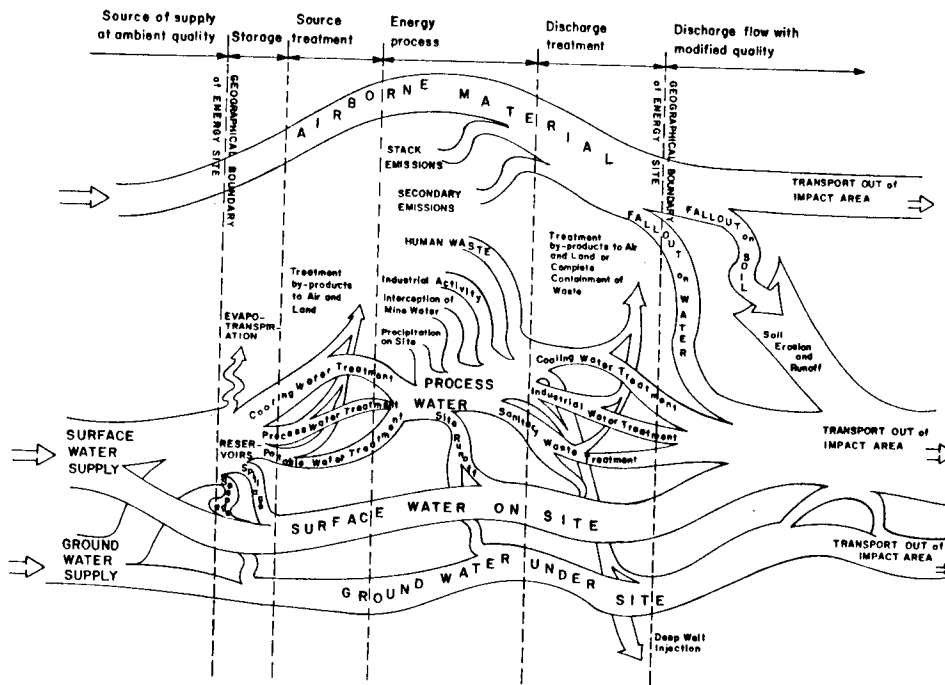 Source of supply
at ambient quality
Storage
Source
treatment
Energy
process
Discharge
treatment
Discharge flow with
modified quality
GEOGRAPHICAL BOUNDARY
of ENERGY SITE
GEOGRAPHICAL BOUNDARY
of ENERGY SITE
AIRBORNE MATERIAL
STACK
EMISSIONS
SECONDARY
EMISSIONS
TRANSPORT OUT of
IMPACT AREA
FALLOUT on WATER
FALLOUT on SOIL
HUMAN WASTE
Treatment
by-products to Air
and Land or
Complete
Containment of
Waste
Treatment
by-products
to Air and
Land
Industrial Activity
Interception of
Mine Water
Precipitation
on Site
EVAPO-
TRANSPIR-
ATION
Soil
Erosion and
Runoff
Cooling Water Treatment
Process Water Treatment
Potable Water Treatment
PROCESS
WATER
Cooling Water Treatment
Industrial Water Treatment
Sanitary Waste Treatment
Site Runoff
SURFACE
WATER
SUPPLY
RESER-
VOIRS
Seepage
Spillage
TRANSPORT OUT of
IMPACT AREA
SURFACE WATER ON SITE
GROUND
WATER
SUPPLY
TRANSPORT OUT of
IMPACT AREA
GROUND WATER UNDER SITE
Deep Well
Injection